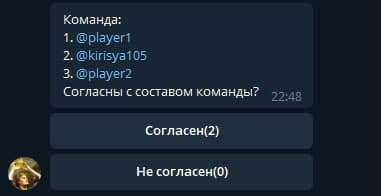 Команда:
1. @player1
2. @kirisya105
3. @player2
Согласны с составом команды?
22:48
Согласен(2)
Не согласен(0)